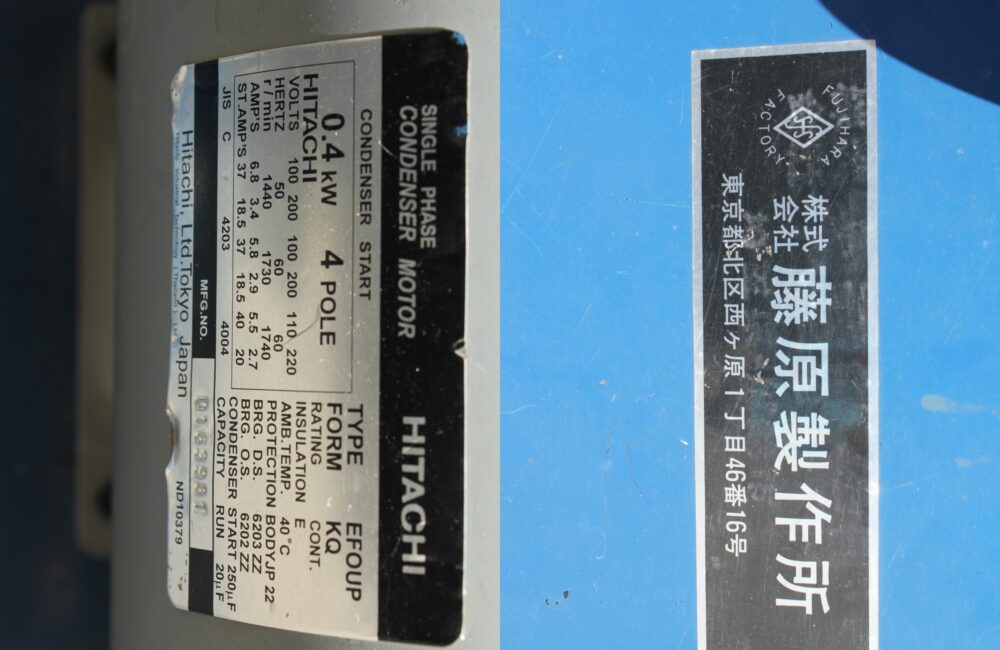 SINGLE PHASE
CONDENSER MOTOR HITACHI
CONDENSER START
0.4 kW 4 POLE
HITACHI
VOLTS 100 200 100 200 110 220
HERTZ 50 60 60
r / min 1440 1730 1740
AMP'S 6.8 3.4 5.8 2.9 5.5 2.7
ST.AMP'S 37 18.5 37 18.5 40 20
JIS C 4203 4004
TYPE EFOUP
FORM KQ
RATING CONT.
INSULATION E
AMB.TEMP. 40°C
PROTECTION BODYJP 22
BRG. D.S. 6203 ZZ
BRG. O.S. 6202 ZZ
CONDENSER START 250μF
CAPACITY RUN 20μF
MFG.NO.
Hitachi, Ltd.Tokyo Japan
ND10379
FUJIHARA
FACTORY
株式会社 藤原製作所
東京都北区西ヶ原1丁目46番16号